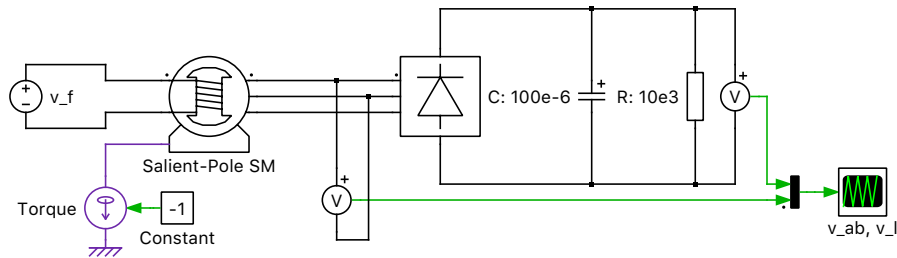 v_f
C: 100e-6
R: 10e3
V
Salient-Pole SM
Torque
-1
V
Constant
v_ab, v_l